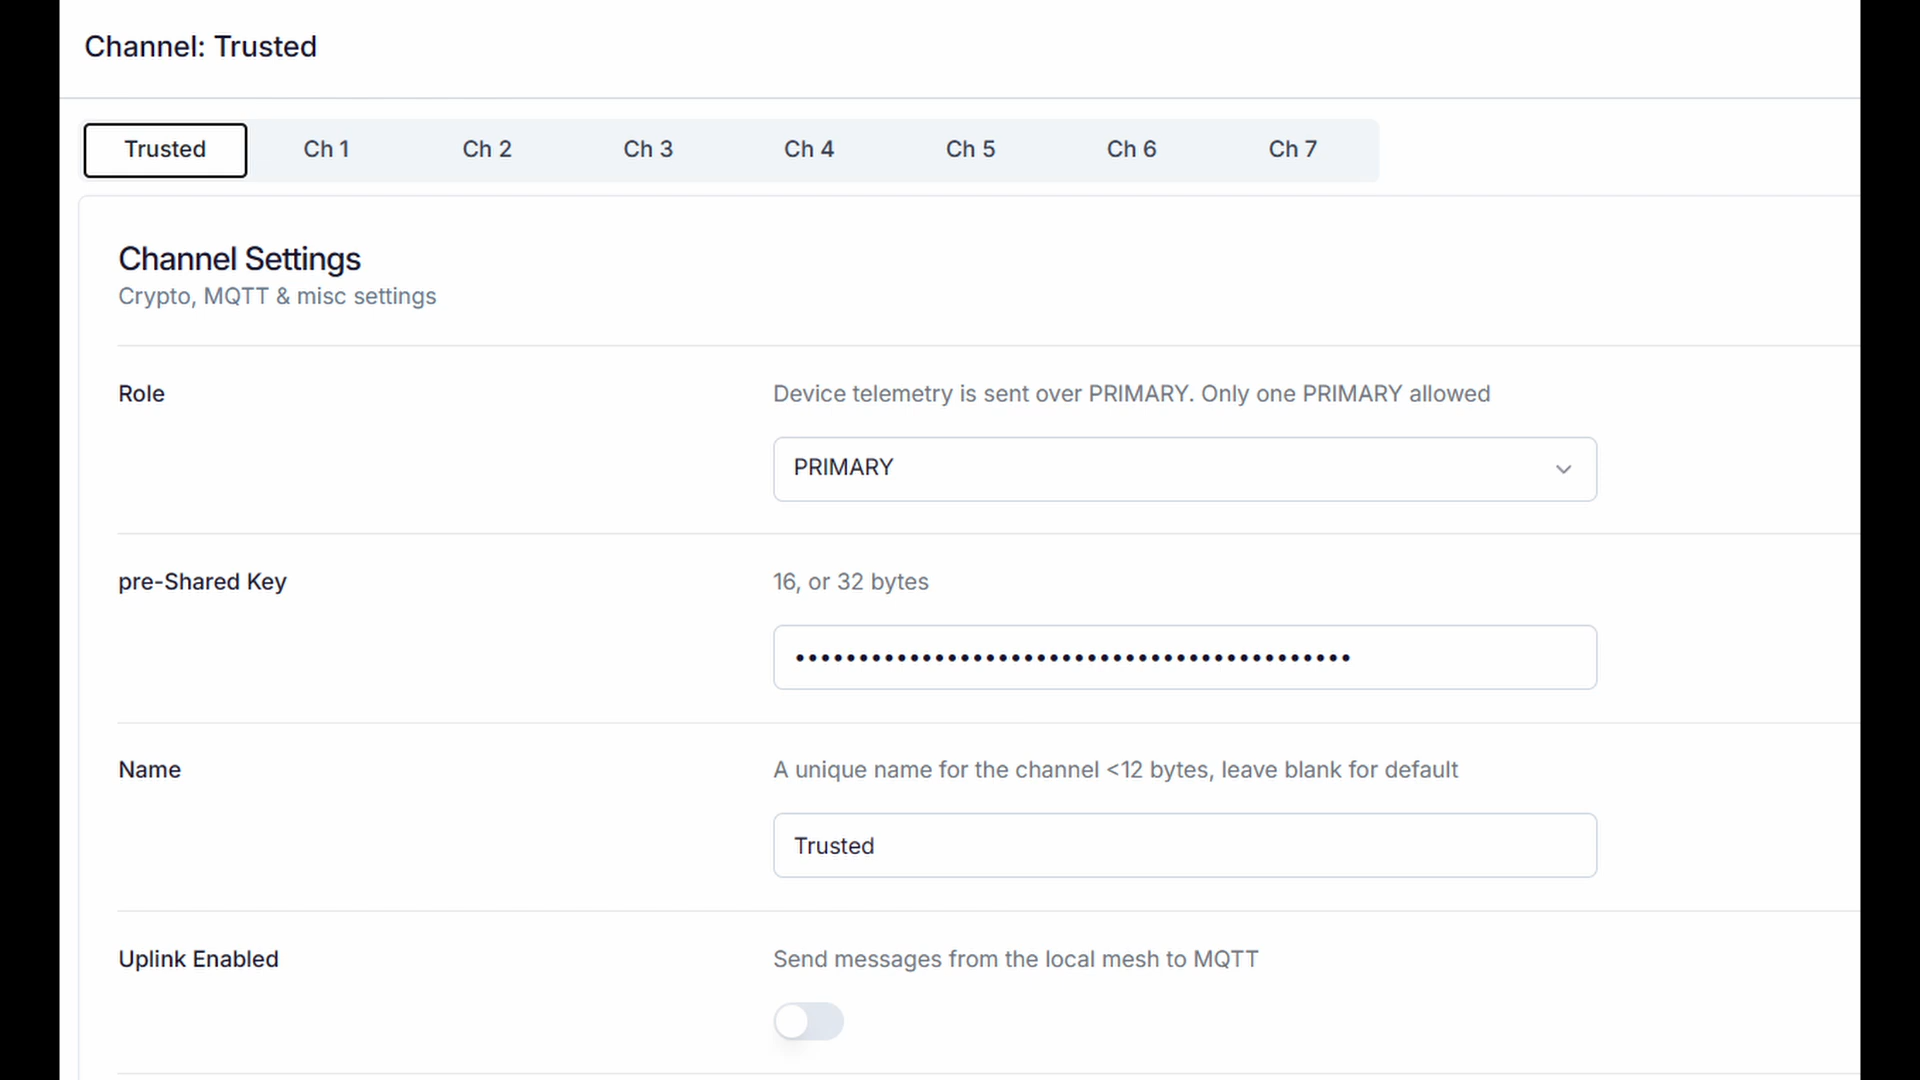 Channel: Trusted
Trusted Ch 1 Ch 2 Ch 3 Ch 4 Ch 5 Ch 6 Ch 7
Channel Settings
Crypto, MQTT & misc settings
Role
Device telemetry is sent over PRIMARY. Only one PRIMARY allowed
PRIMARY
pre-Shared Key
16, or 32 bytes
••••••••••••••••••••••••••••••••••••••••••••
Name
A unique name for the channel <12 bytes, leave blank for default
Trusted
Uplink Enabled
Send messages from the local mesh to MQTT